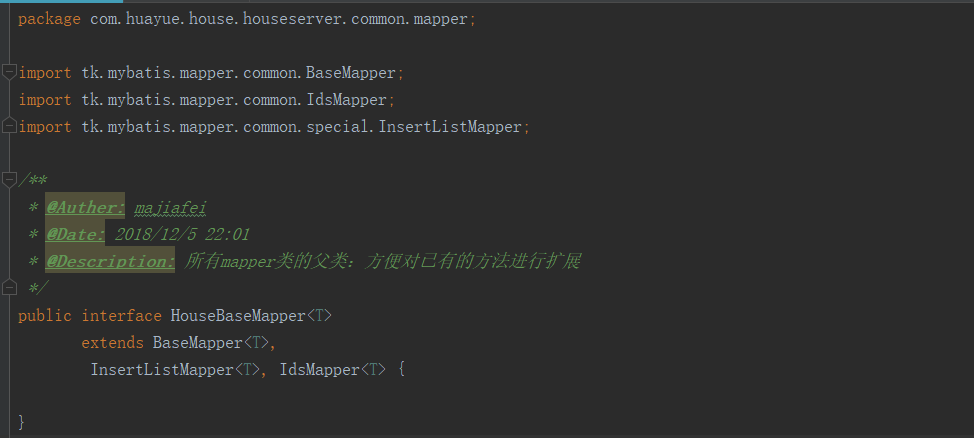 package com.huayue.house.houseserver.common.mapper;
import tk.mybatis.mapper.common.BaseMapper;
import tk.mybatis.mapper.common.IdsMapper;
import tk.mybatis.mapper.common.special.InsertListMapper;
/**
* @Auther: majiafei
* @Date: 2018/12/5 22:01
* @Description: 所有mapper类的父类：方便对已有的方法进行扩展
*/
public interface HouseBaseMapper<T>
extends BaseMapper<T>,
InsertListMapper<T>, IdsMapper<T> {
}